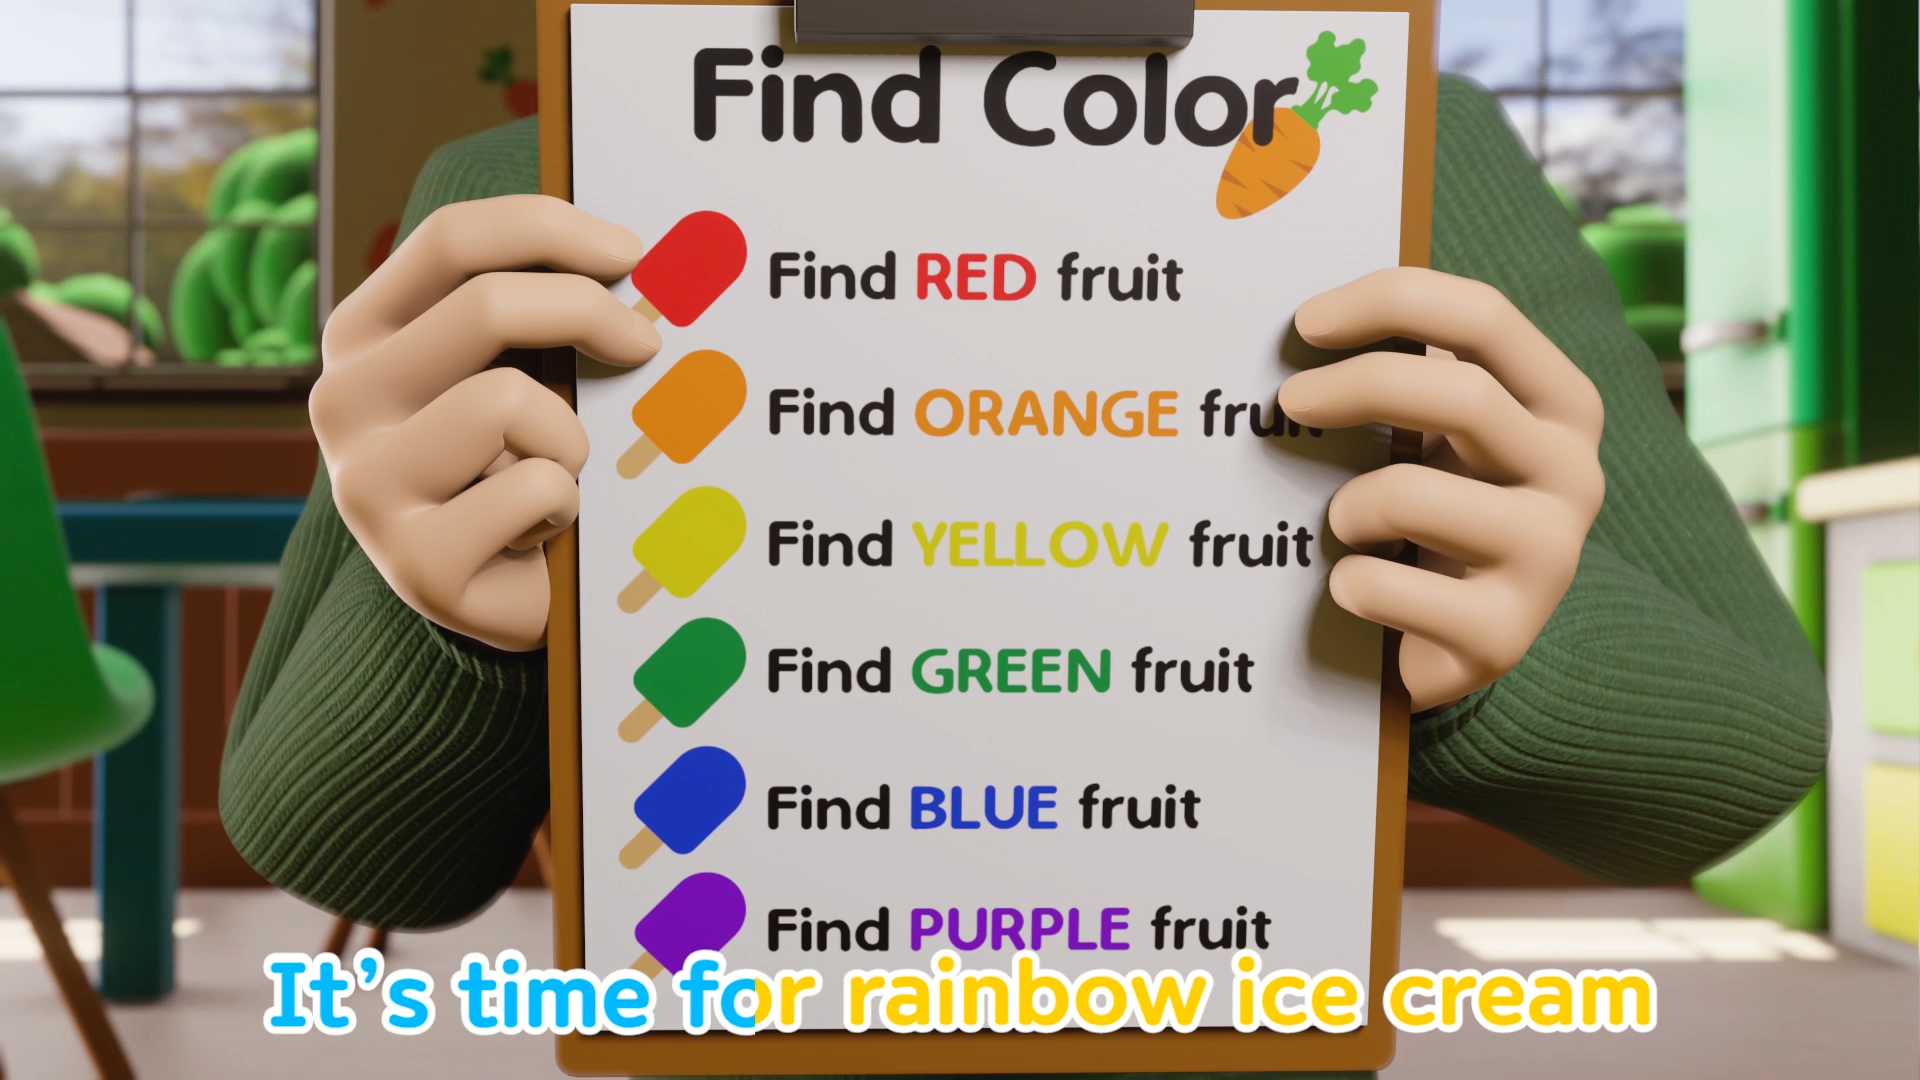 Find Color
Find RED fruit
Find ORANGE fruit
Find YELLOW fruit
Find GREEN fruit
Find BLUE fruit
Find PURPLE fruit
It's time for rainbow ice cream